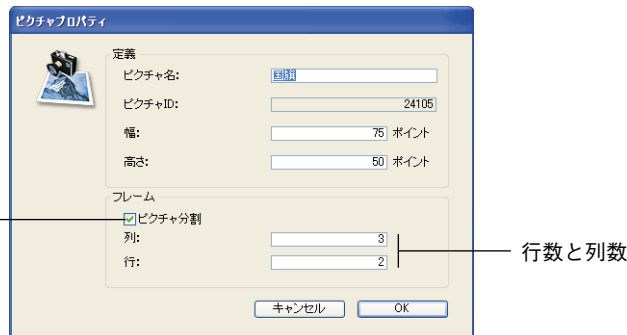 ピクチャプロパティ
定義
ピクチャ名: 国旗
ピクチャID: 24105
幅: 75 ポイント
高さ: 50 ポイント
フレーム
ピクチャ分割
列: 3
行: 2
行数と列数
キャンセル OK